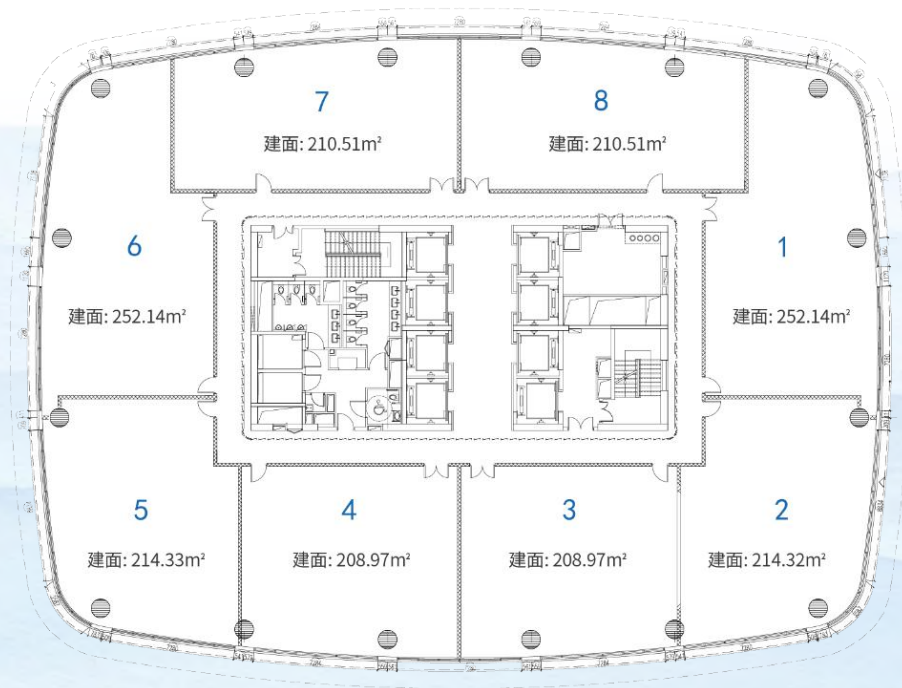 7
建面: 210.51m²
8
建面: 210.51m²
6
建面: 252.14m²
1
建面: 252.14m²
5
建面: 214.33m²
4
建面: 208.97m²
3
建面: 208.97m²
2
建面: 214.32m²